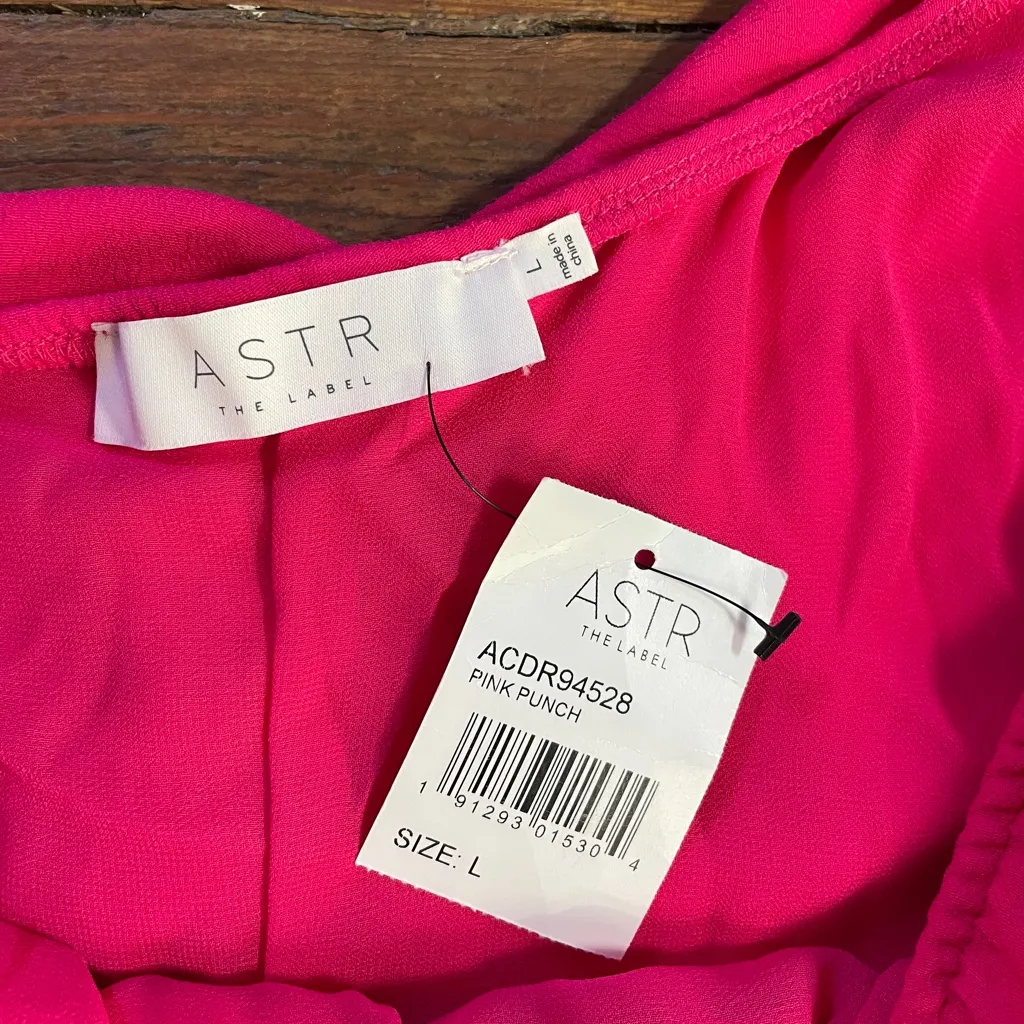 ASTR
THE LABEL
L
made in
china
ASTR
THE LABEL
ACDR94528
PINK PUNCH
1 91293 01530 4
SIZE: L